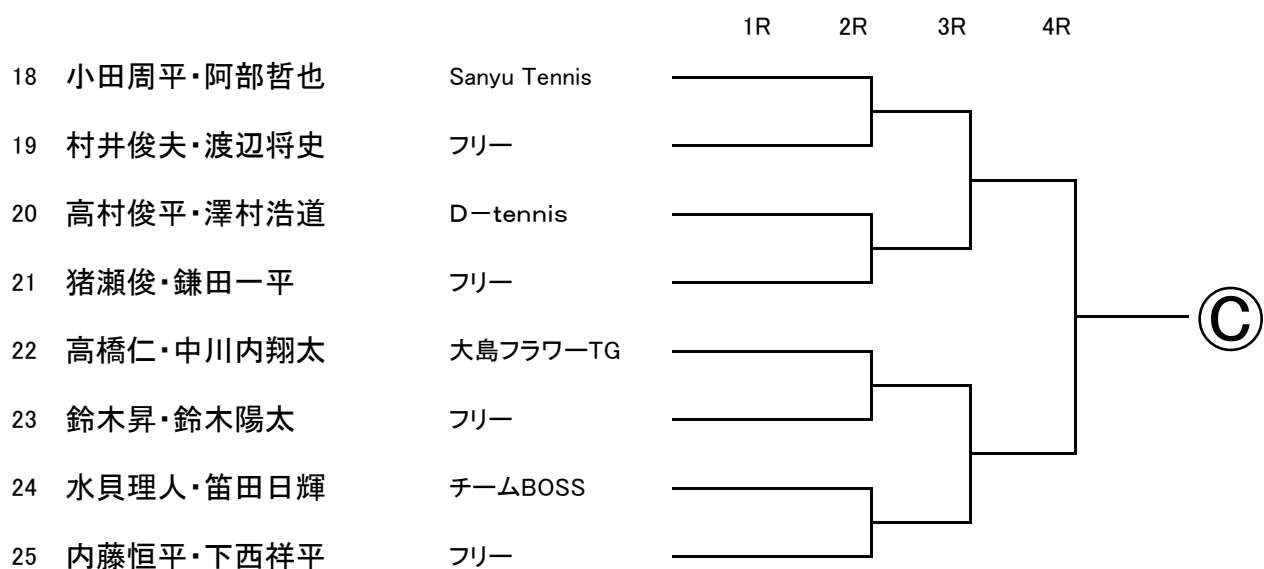 1R 2R 3R 4R
18 小田周平・阿部哲也 Sanyu Tennis
19 村井俊夫・渡辺将史 フリー
20 高村俊平・澤村浩道 D－tennis
21 猪瀬俊・鎌田一平 フリー
22 高橋仁・中川内翔太 大島フラワーTG
Ⓒ
23 鈴木昇・鈴木陽太 フリー
24 水貝理人・笛田日輝 チームBOSS
25 内藤恒平・下西祥平 フリー